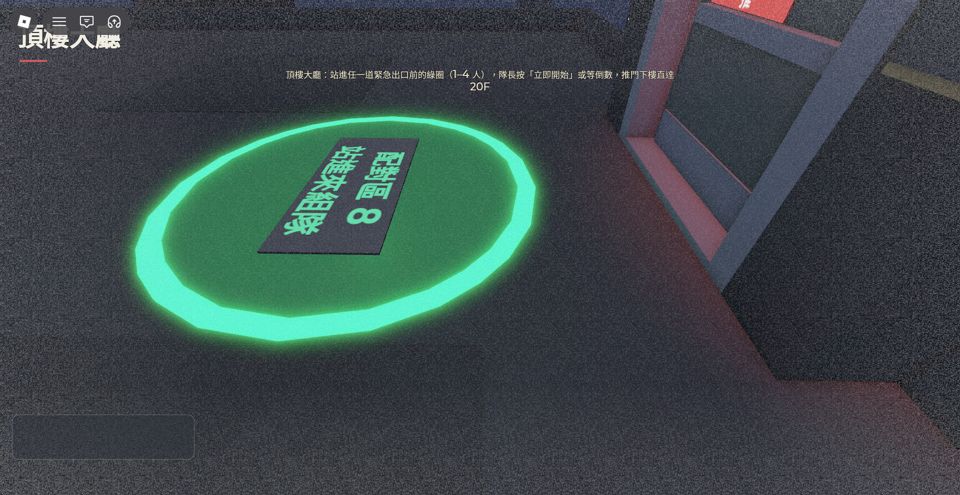 頂樓大廳
頂樓大廳：站進任一道緊急出口前的綠圈（1–4 人），隊長按「立即開始」或等倒數，推門下樓直達
20F
配對區 8
站進來組隊